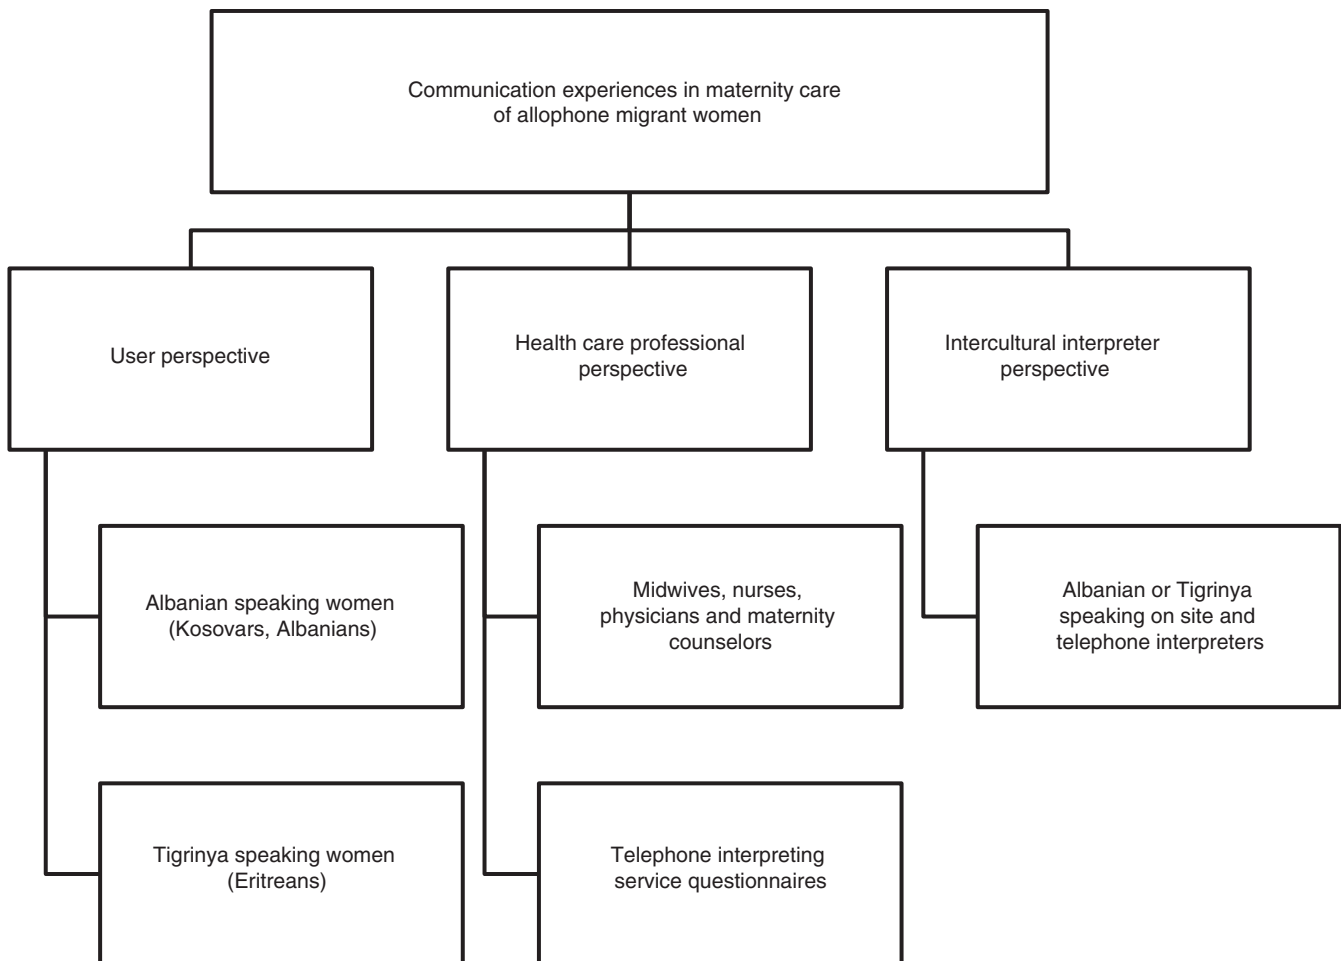 Communication experiences in maternity care
of allophone migrant women
User perspective
Health care professional
perspective
Intercultural interpreter
perspective
Albanian speaking women
(Kosovars, Albanians)
Midwives, nurses,
physicians and maternity
counselors
Albanian or Tigrinya
speaking on site and
telephone interpreters
Tigrinya speaking women
(Eritreans)
Telephone interpreting
service questionnaires